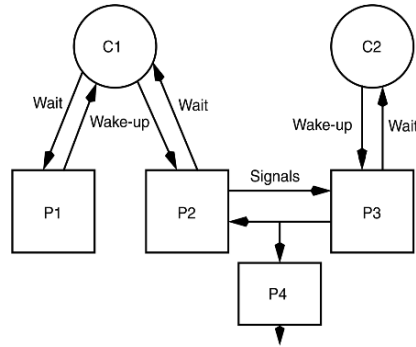 C1
C2
Wait
Wait
Wake-up
Wake-up
Wait
Signals
P1
P2
P3
P4